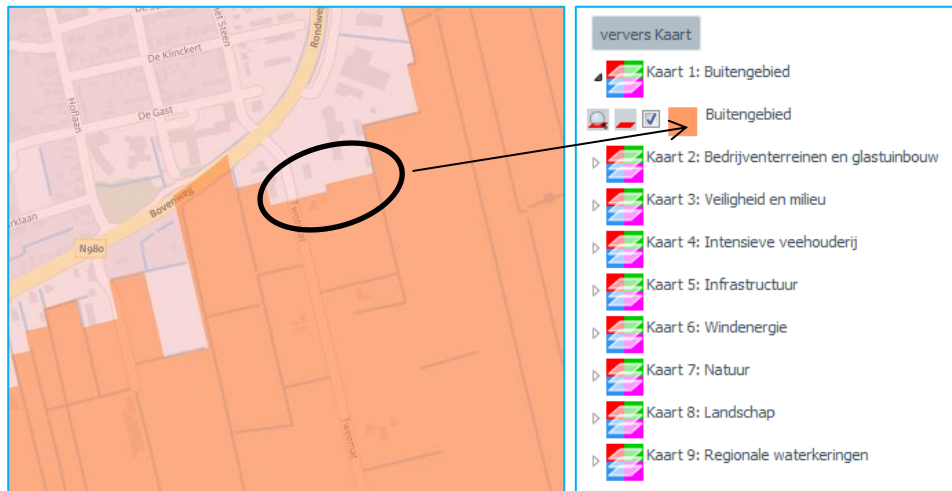 De Klinckert
Rondweg
Hoflaan
De Gast
Bovenweg
N980
Tweemat
Tweemat
ververs Kaart
Kaart 1: Buitengebied
Buitengebied
Kaart 2: Bedrijventerreinen en glastuinbouw
Kaart 3: Veiligheid en milieu
Kaart 4: Intensieve veehouderij
Kaart 5: Infrastructuur
Kaart 6: Windenergie
Kaart 7: Natuur
Kaart 8: Landschap
Kaart 9: Regionale waterkeringen